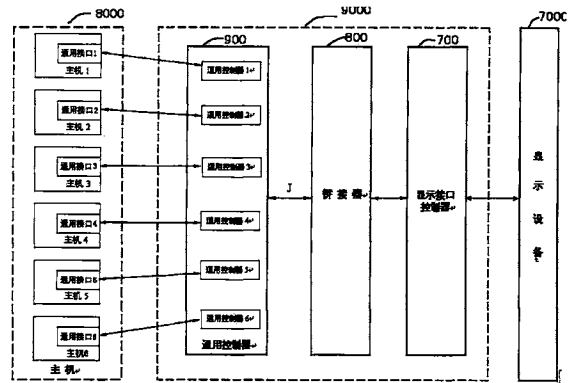 8000
9000
7000
900
800
700
通用接口1
主机 1
通用控制器 1
通用接口2
主机 2
通用控制器 2
通用接口3
主机 3
通用控制器 3
J
拼 接 器
显示接口
控制器
显
示
设
备
通用接口4
主机 4
通用控制器 4
通用接口5
主机 5
通用控制器 5
通用接口6
主机6
通用控制器 6
通用控制器
主 机